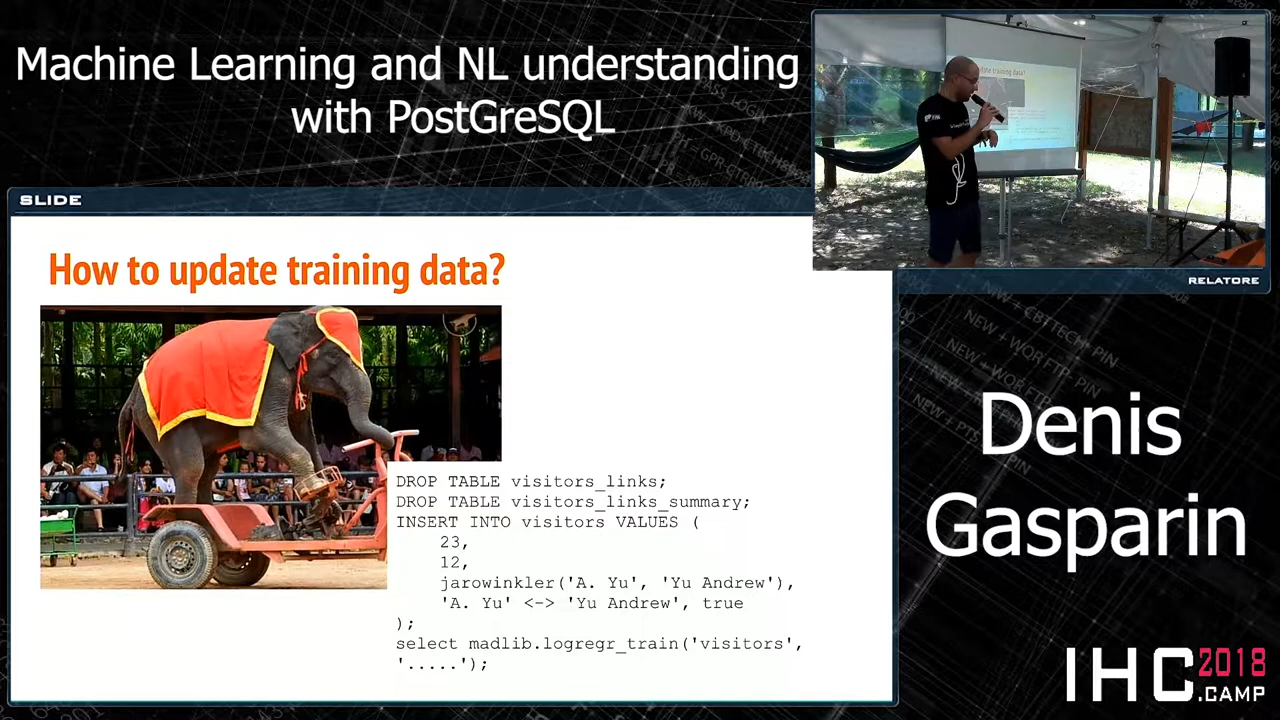 Machine Learning and NL understanding
with PostGreSQL
SLIDE
How to update training data?
DROP TABLE visitors_links;
DROP TABLE visitors_links_summary;
INSERT INTO visitors VALUES (
23,
12,
jarowinkler('A. Yu', 'Yu Andrew'),
'A. Yu' <-> 'Yu Andrew', true
);
select madlib.logregr_train('visitors',
'.....');
RELATORE
Denis
Gasparin
IHC2018
.CAMP